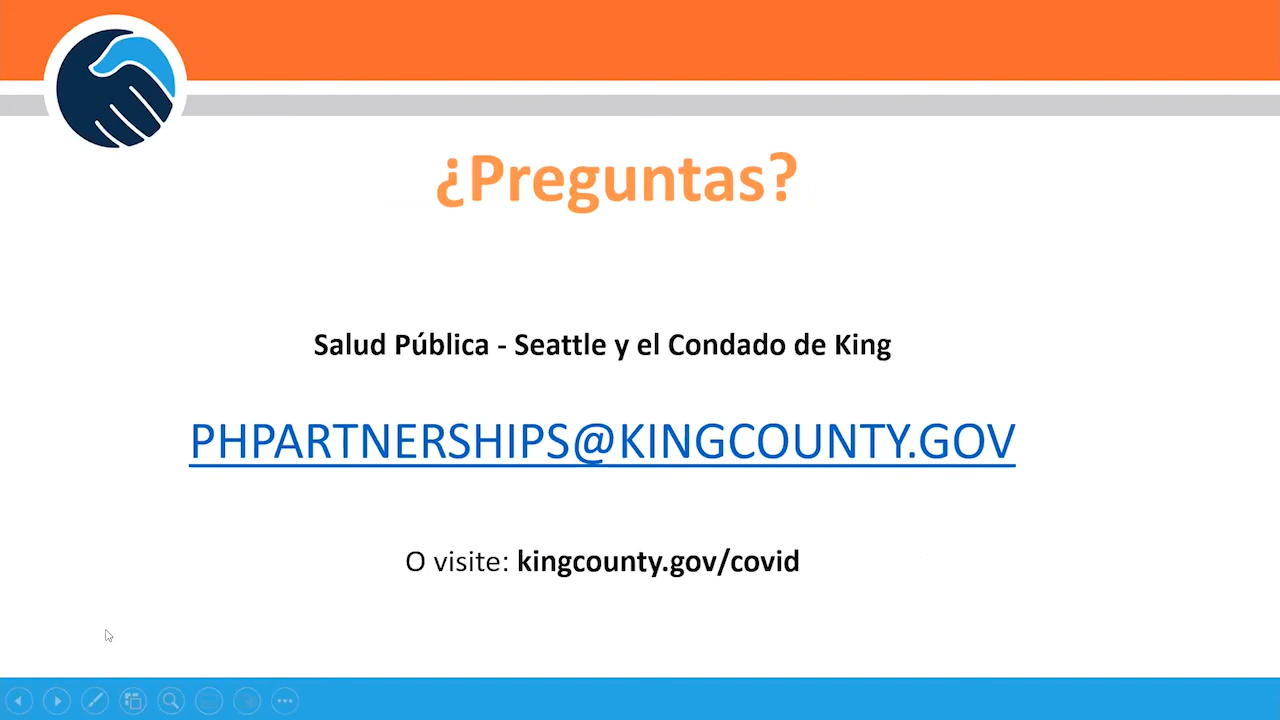 ¿Preguntas?
Salud Pública - Seattle y el Condado de King
PHPARTNERSHIPS@KINGCOUNTY.GOV
O visite: kingcounty.gov/covid